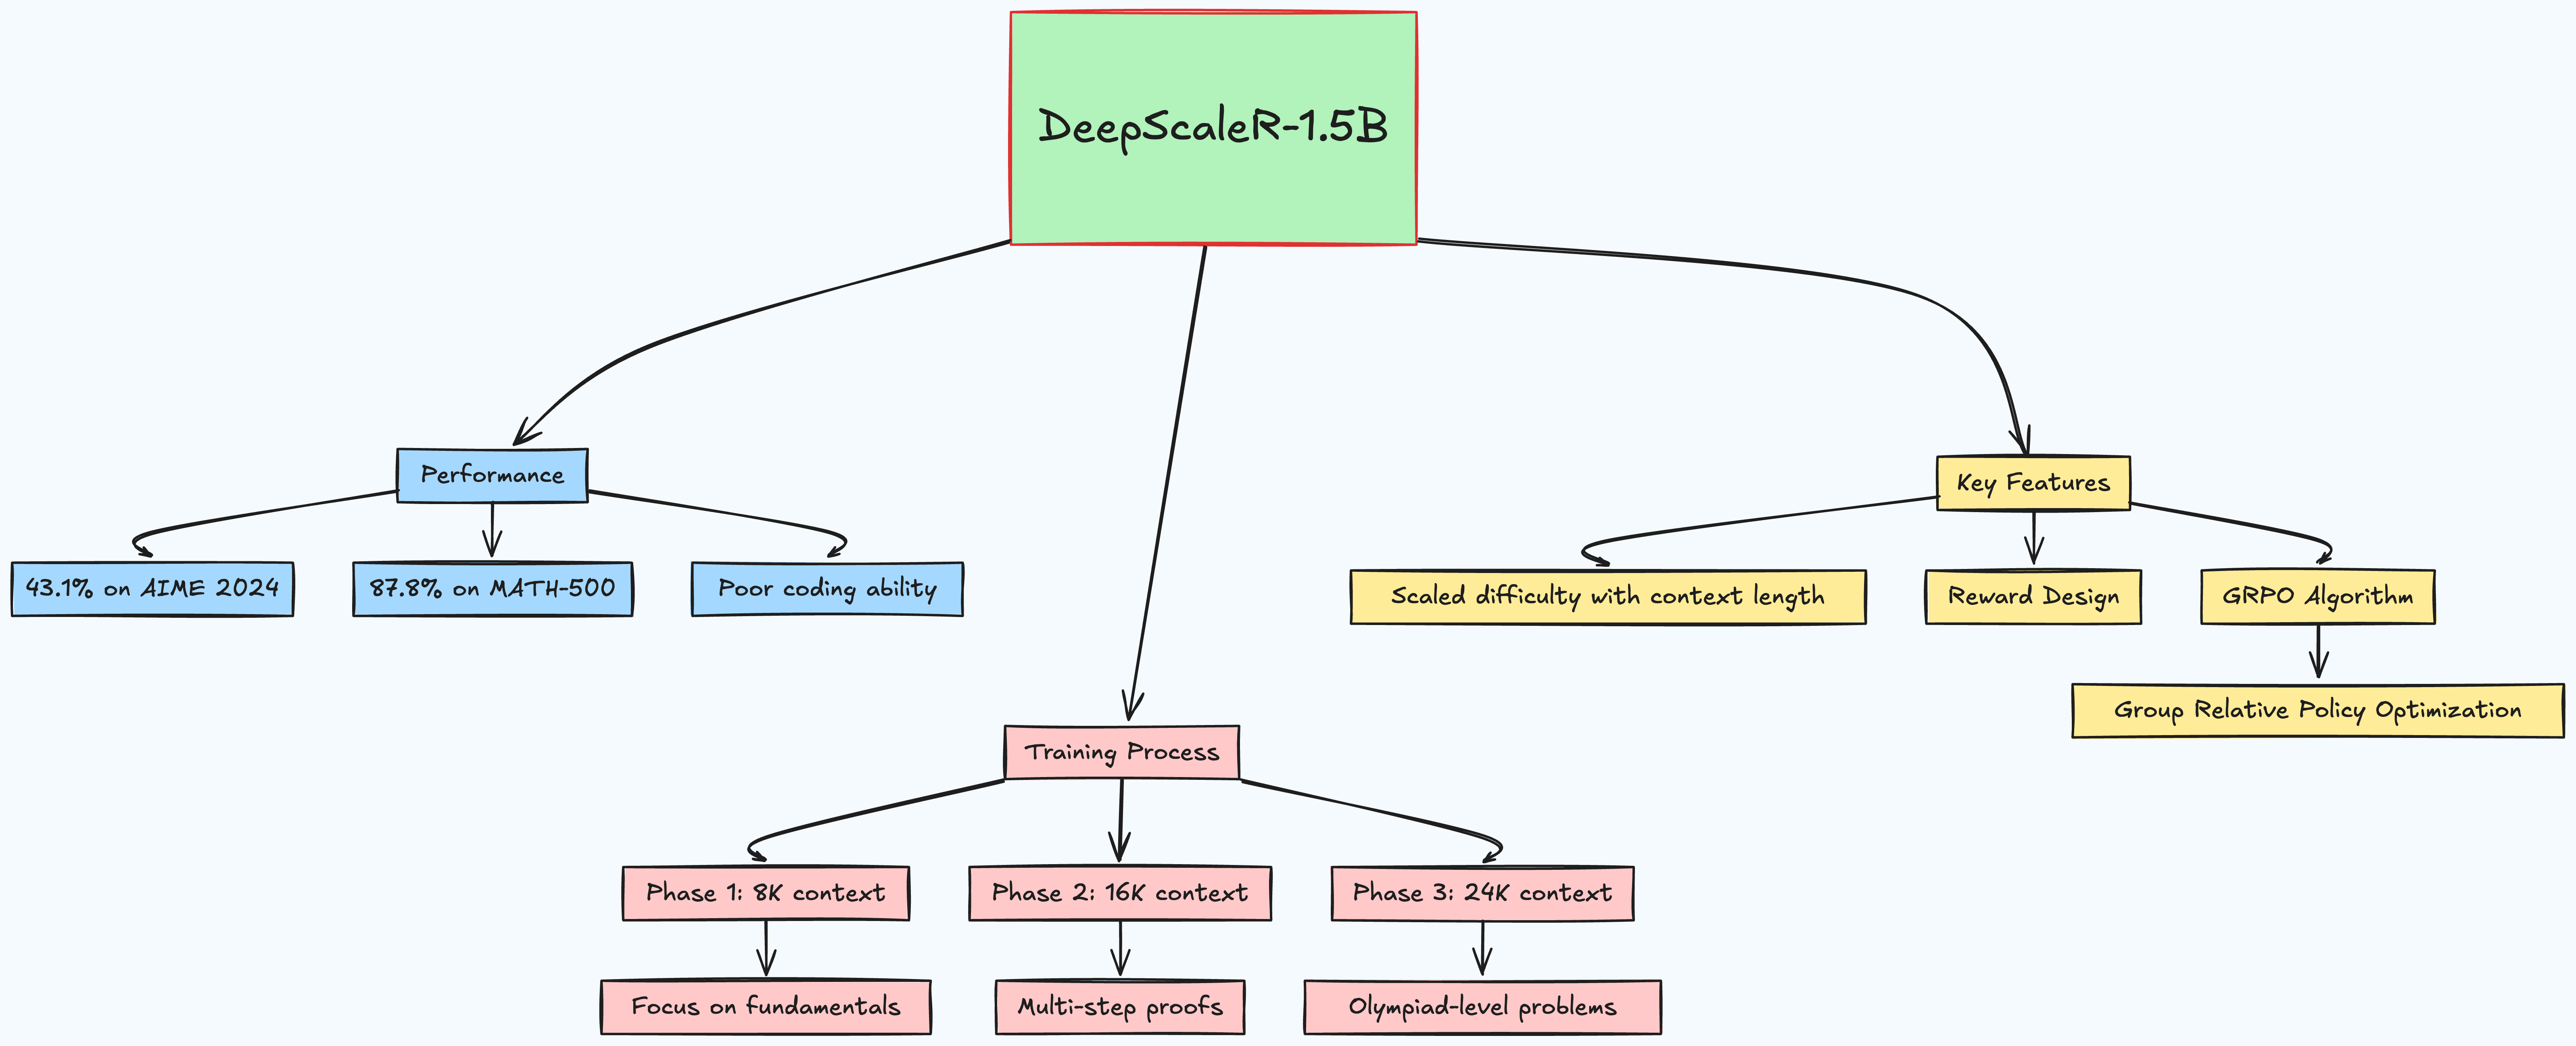 DeepScaleR-1.5B
Performance
Key Features
43.1% on AIME 2024
87.8% on MATH-500
Poor coding ability
Scaled difficulty with context length
Reward Design
GRPO Algorithm
Group Relative Policy Optimization
Training Process
Phase 1: 8K context
Phase 2: 16K context
Phase 3: 24K context
Focus on fundamentals
Multi-step proofs
Olympiad-level problems